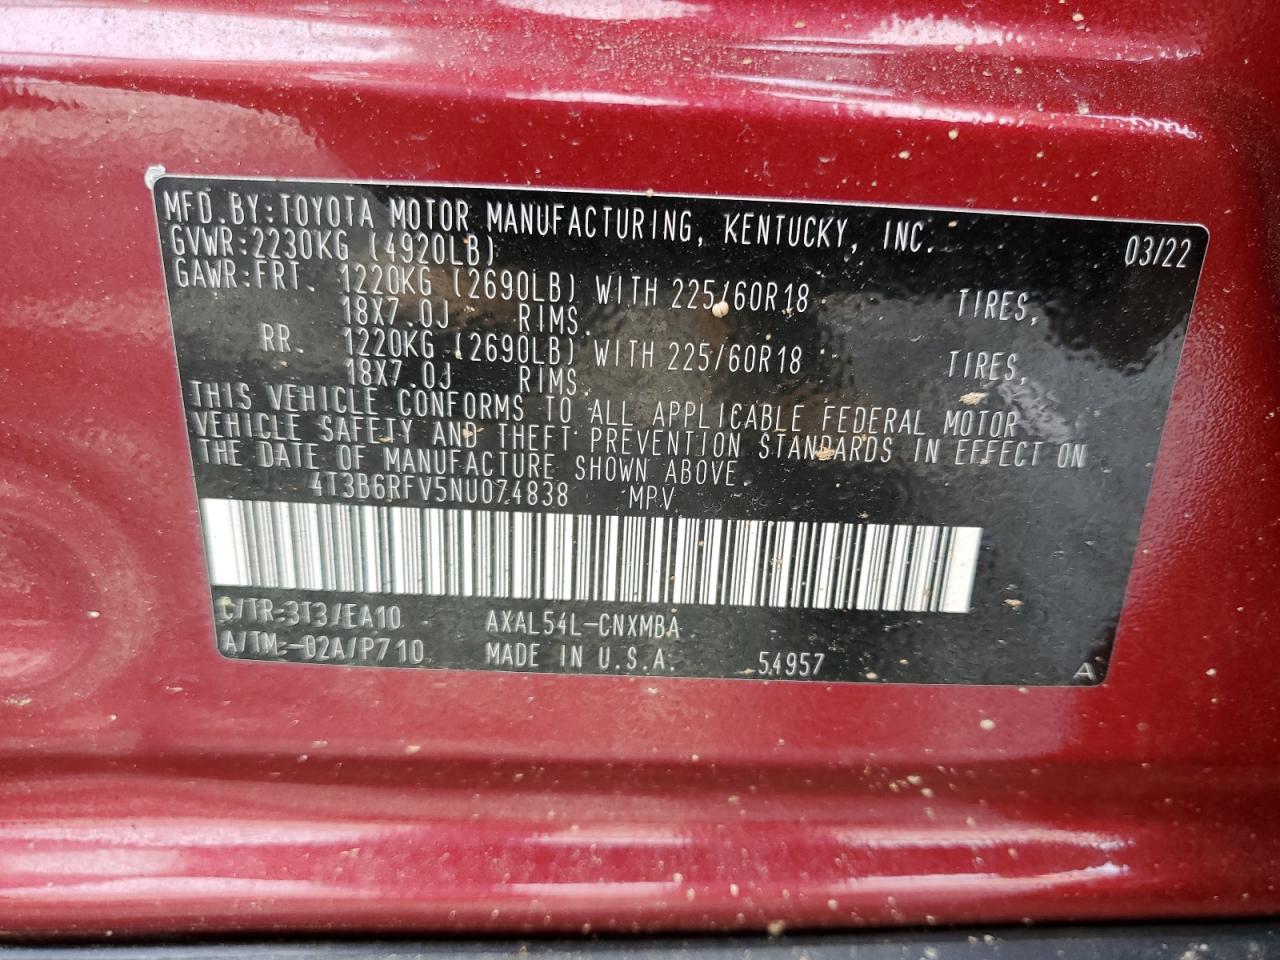 MFD.BY:TOYOTA MOTOR MANUFACTURING, KENTUCKY, INC. 03/22
GVWR:2230KG (4920LB)
GAWR:FRT. 1220KG (2690LB) WITH 225/60R18 TIRES,
18X7.0J RIMS.
RR. 1220KG (2690LB) WITH 225/60R18 TIRES,
18X7.0J RIMS.
THIS VEHICLE CONFORMS TO ALL APPLICABLE FEDERAL MOTOR
VEHICLE SAFETY AND THEFT PREVENTION STANDARDS IN EFFECT ON
THE DATE OF MANUFACTURE SHOWN ABOVE.
4T3B6RFV5NU074838 MPV
C/TR:3T3/EA10 AXAL54L-CNXMBA
A/TM:-02A/P710 MADE IN U.S.A. 54957 A